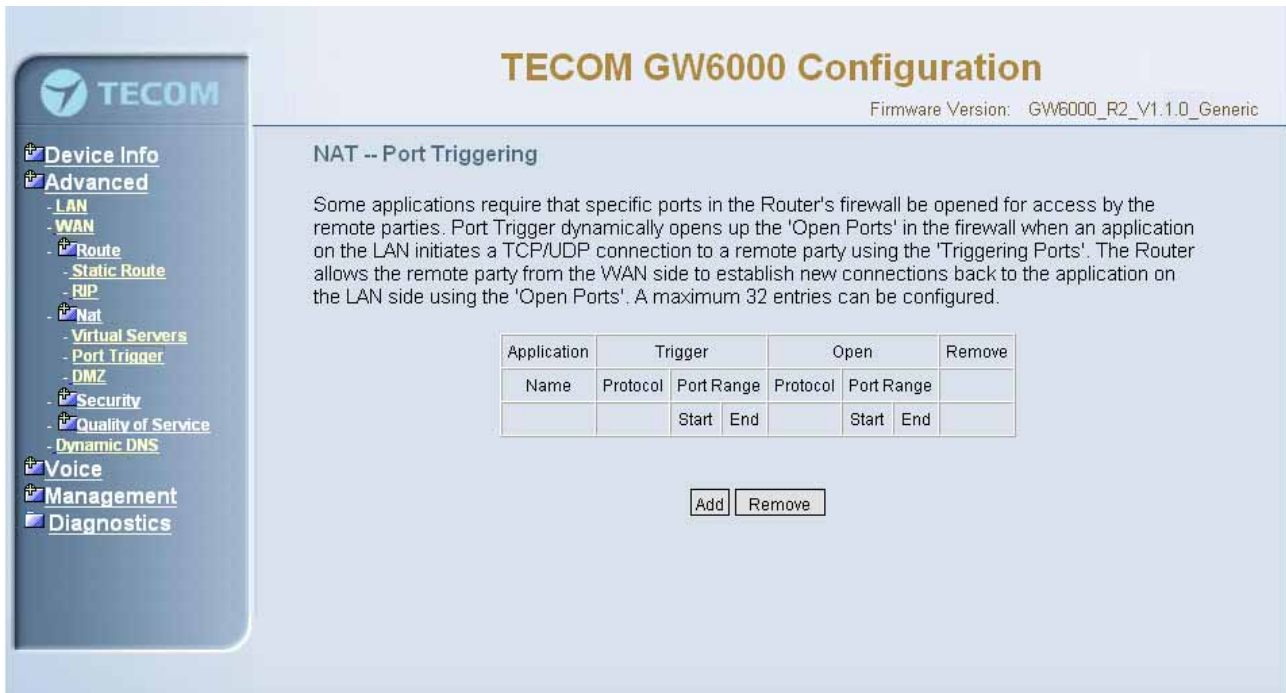 TECOM
TECOM GW6000 Configuration
Firmware Version: GW6000_R2_V1.1.0_Generic
Device Info
Advanced
- LAN
- WAN
- Route
- Static Route
- RIP
- Nat
- Virtual Servers
- Port Trigger
- DMZ
- Security
- Quality of Service
- Dynamic DNS
Voice
Management
Diagnostics
NAT -- Port Triggering
Some applications require that specific ports in the Router's firewall be opened for access by the
remote parties. Port Trigger dynamically opens up the 'Open Ports' in the firewall when an application
on the LAN initiates a TCP/UDP connection to a remote party using the 'Triggering Ports'. The Router
allows the remote party from the WAN side to establish new connections back to the application on
the LAN side using the 'Open Ports'. A maximum 32 entries can be configured.
Application Trigger Open Remove
Name Protocol Port Range Protocol Port Range
Start End Start End
Add Remove